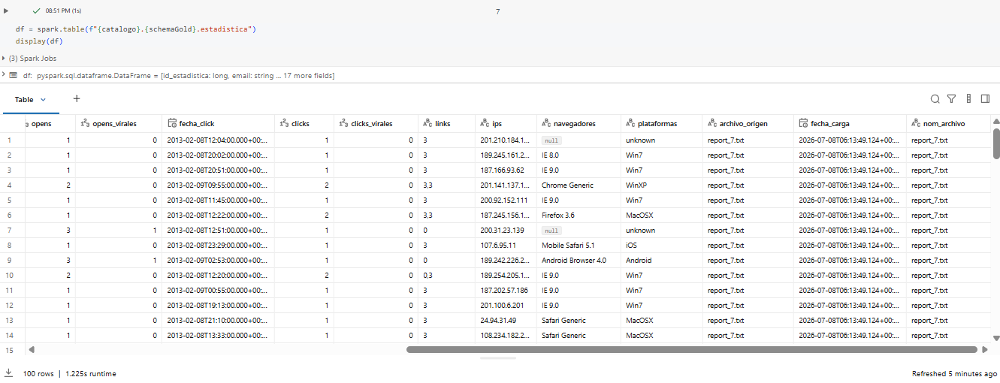 08:51 PM (1s)
7
df = spark.table(f"{catalogo}.{schemaGold}.estadistica")
display(df)
(3) Spark Jobs
df: pyspark.sql.dataframe.DataFrame = [id_estadistica: long, email: string ... 17 more fields]
Table
opens opens_virales fecha_click clicks clicks_virales links ips navegadores plataformas archivo_origen fecha_carga nom_archivo
1 1 0 2013-02-08T12:04:00.000+00:... 1 0 3 201.210.184.1... null unknown report_7.txt 2026-07-08T06:13:49.124+00:... report_7.txt
2 1 0 2013-02-08T20:02:00.000+00:... 1 0 3 189.245.161.2... IE 8.0 Win7 report_7.txt 2026-07-08T06:13:49.124+00:... report_7.txt
3 1 0 2013-02-08T20:51:00.000+00:... 1 0 3 187.166.93.62 IE 9.0 Win7 report_7.txt 2026-07-08T06:13:49.124+00:... report_7.txt
4 2 0 2013-02-09T09:55:00.000+00:... 2 0 3,3 201.141.137.1... Chrome Generic WinXP report_7.txt 2026-07-08T06:13:49.124+00:... report_7.txt
5 1 0 2013-02-08T11:45:00.000+00:... 1 0 3 200.92.152.111 IE 9.0 Win7 report_7.txt 2026-07-08T06:13:49.124+00:... report_7.txt
6 1 0 2013-02-08T12:22:00.000+00:... 2 0 3,3 187.245.156.1... Firefox 3.6 MacOSX report_7.txt 2026-07-08T06:13:49.124+00:... report_7.txt
7 3 1 2013-02-08T12:51:00.000+00:... 1 0 0 200.31.23.139 null unknown report_7.txt 2026-07-08T06:13:49.124+00:... report_7.txt
8 1 0 2013-02-08T23:29:00.000+00:... 1 0 3 107.6.95.11 Mobile Safari 5.1 iOS report_7.txt 2026-07-08T06:13:49.124+00:... report_7.txt
9 3 1 2013-02-09T02:53:00.000+00:... 1 0 0 189.242.226.2... Android Browser 4.0 Android report_7.txt 2026-07-08T06:13:49.124+00:... report_7.txt
10 2 0 2013-02-08T12:20:00.000+00:... 2 0 0,3 189.254.205.1... IE 9.0 Win7 report_7.txt 2026-07-08T06:13:49.124+00:... report_7.txt
11 1 0 2013-02-09T00:55:00.000+00:... 1 0 3 187.202.57.186 IE 9.0 Win7 report_7.txt 2026-07-08T06:13:49.124+00:... report_7.txt
12 1 0 2013-02-08T19:13:00.000+00:... 1 0 3 201.100.6.201 IE 9.0 Win7 report_7.txt 2026-07-08T06:13:49.124+00:... report_7.txt
13 1 0 2013-02-08T21:10:00.000+00:... 1 0 3 24.94.31.49 Safari Generic MacOSX report_7.txt 2026-07-08T06:13:49.124+00:... report_7.txt
14 1 0 2013-02-08T13:33:00.000+00:... 1 0 3 108.234.182.2... Safari Generic MacOSX report_7.txt 2026-07-08T06:13:49.124+00:... report_7.txt
15
100 rows | 1.225s runtime
Refreshed 5 minutes ago